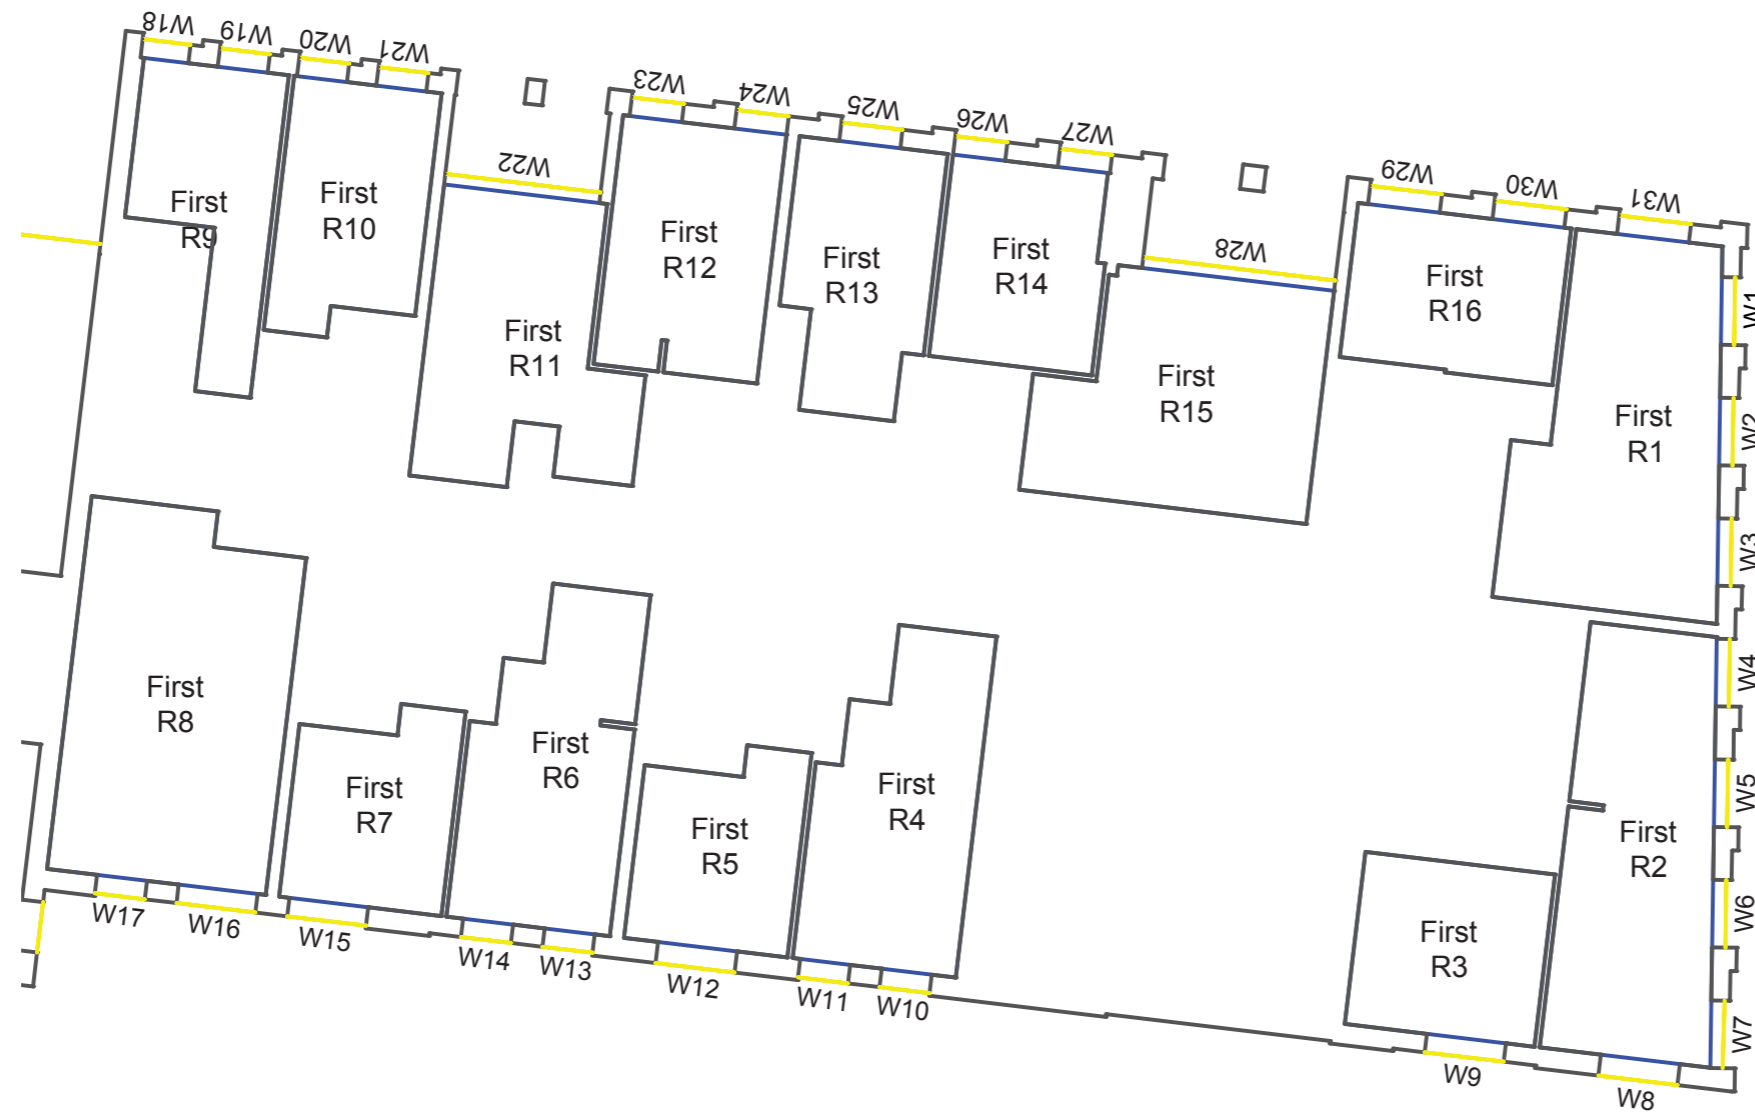 W18
W19
W20
W21
W22
W23
W24
W25
W26
W27
W28
W29
W30
W31
First
R9
First
R10
First
R11
First
R12
First
R13
First
R14
First
R15
First
R16
First
R1
W1
W2
W3
W4
W5
W6
W7
First
R8
First
R7
First
R6
First
R5
First
R4
First
R3
First
R2
W17
W16
W15
W14
W13
W12
W11
W10
W9
W8